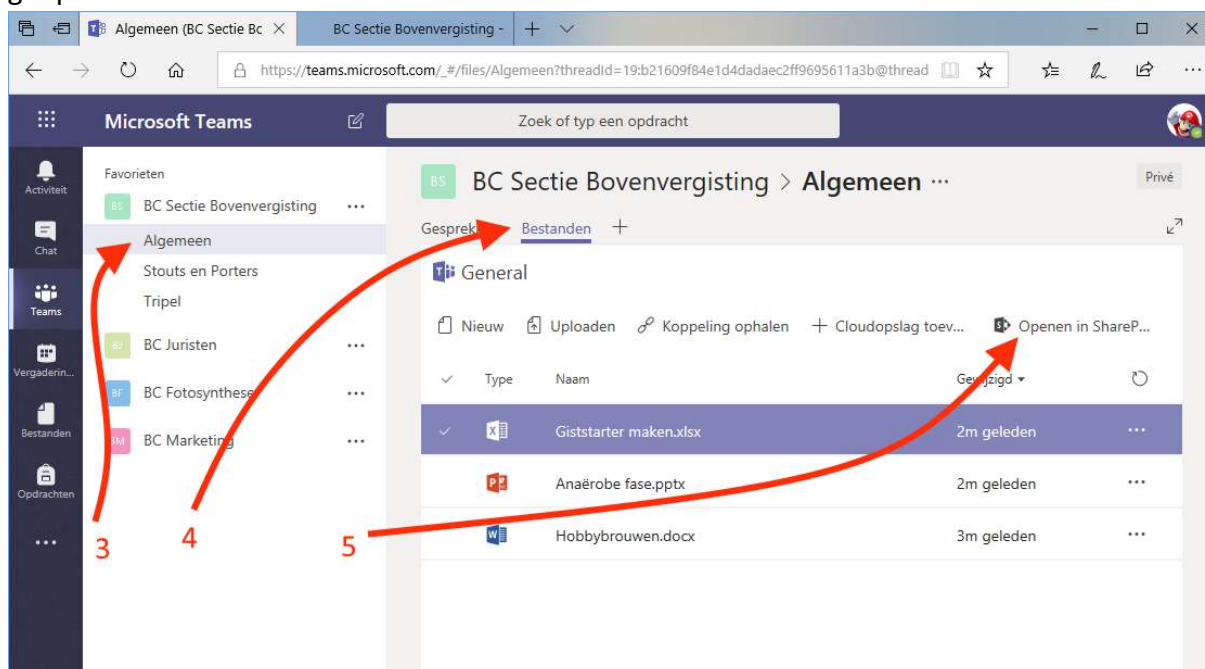 Algemeen (BC Sectie Bc
BC Sectie Bovenvergisting -
https://teams.microsoft.com/_#/files/Algemeen?threadId=19:b21609f84e1d4dadaec2ff9695611a3b@thread
Microsoft Teams
Zoek of typ een opdracht
Activiteit
Chat
Teams
Vergaderin...
Bestanden
Opdrachten
Favorieten
BS BC Sectie Bovenvergisting
Algemeen
Stouts en Porters
Tripel
BJ BC Juristen
BF BC Fotosynthese
BM BC Marketing
BS BC Sectie Bovenvergisting > Algemeen ...
Privé
Bestanden +
General
Nieuw Uploaden Koppeling ophalen + Cloudopslag toev... Openen in ShareP...
Type Naam Gewijzigd
Giststarter maken.xlsx 2m geleden
Anaërobe fase.pptx 2m geleden
Hobbybrouwen.docx 3m geleden
3
4
5